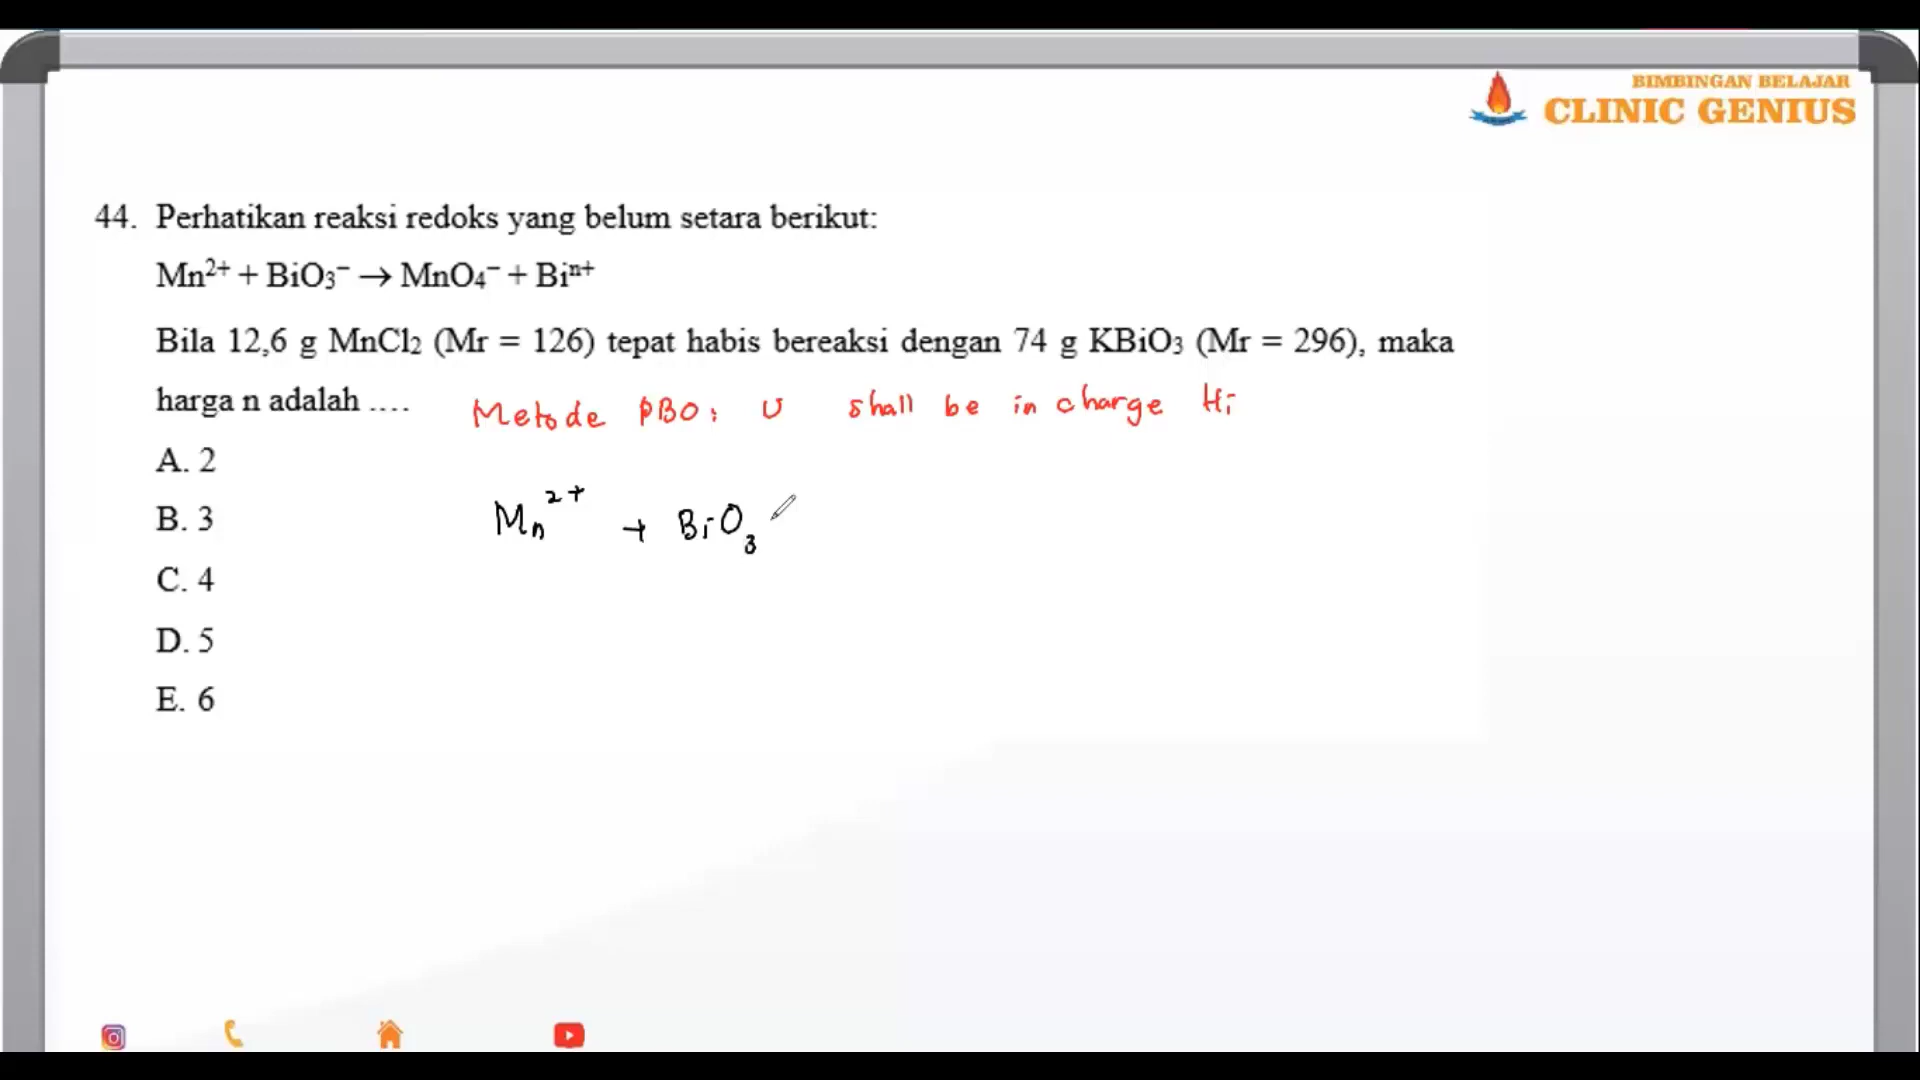 BIMBINGAN BELAJAR
CLINIC GENIUS
44. Perhatikan reaksi redoks yang belum setara berikut:
Mn²⁺ + BiO₃⁻ → MnO₄⁻ + Biⁿ⁺
Bila 12,6 g MnCl₂ (Mr = 126) tepat habis bereaksi dengan 74 g KBiO₃ (Mr = 296), maka
harga n adalah ....
Metode PBO: U shall be in charge Hi
A. 2
Mn²⁺ + BiO₃
B. 3
C. 4
D. 5
E. 6